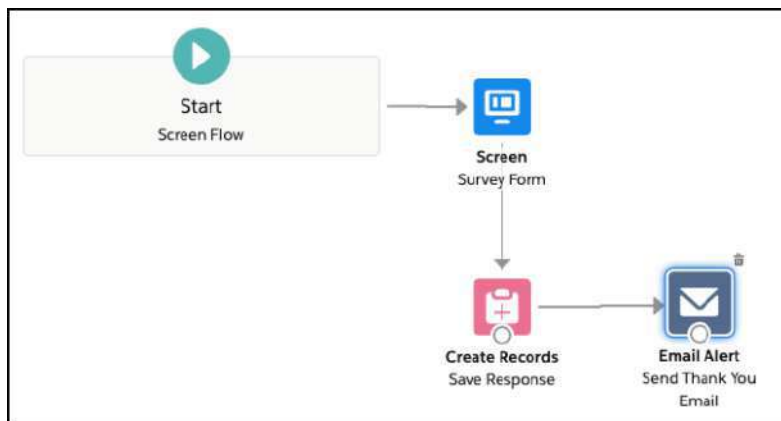 Start
Screen Flow
Screen
Survey Form
Create Records
Save Response
Email Alert
Send Thank You
Email